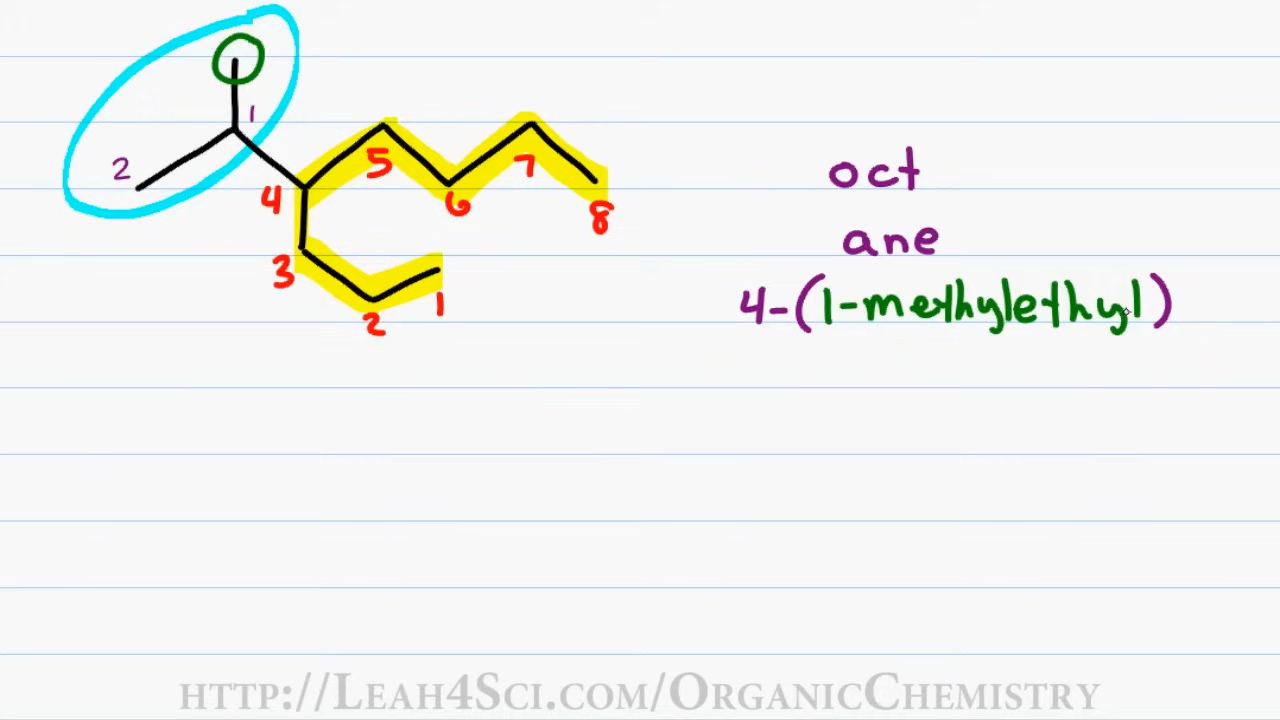 1
2
5
7
4
6
8
3
1
2
oct
ane
4-(1-methylethyl)
http://Leah4Sci.com/OrganicChemistry